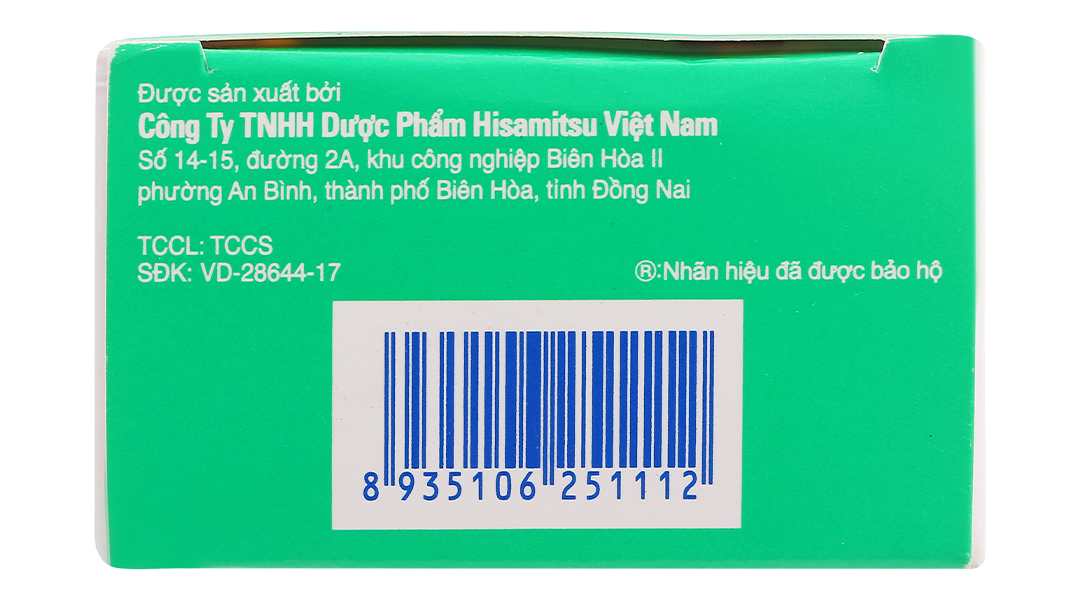 Được sản xuất bởi
Công Ty TNHH Dược Phẩm Hisamitsu Việt Nam
Số 14-15, đường 2A, khu công nghiệp Biên Hòa II
phường An Bình, thành phố Biên Hòa, tỉnh Đồng Nai
TCCL: TCCS
SĐK: VD-28644-17
®:Nhãn hiệu đã được bảo hộ
8 935106 251112